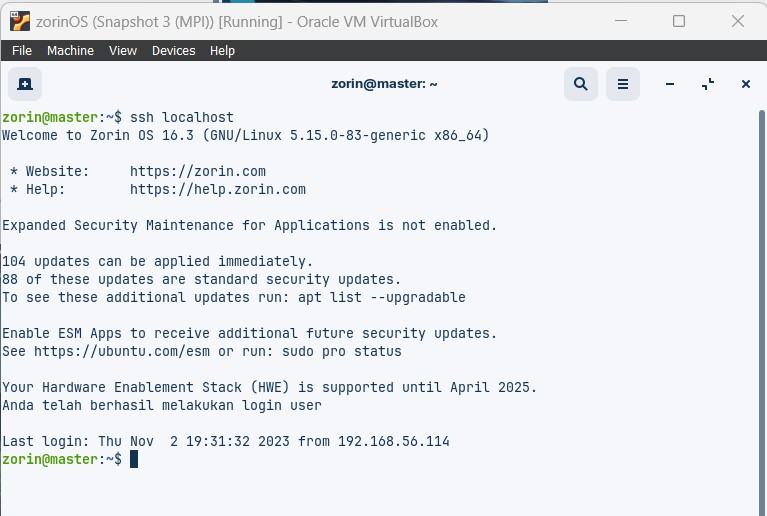 zorinOS (Snapshot 3 (MPI)) [Running] - Oracle VM VirtualBox
File Machine View Devices Help
zorin@master: ~
zorin@master:~$ ssh localhost
Welcome to Zorin OS 16.3 (GNU/Linux 5.15.0-83-generic x86_64)
* Website: https://zorin.com
* Help: https://help.zorin.com
Expanded Security Maintenance for Applications is not enabled.
104 updates can be applied immediately.
88 of these updates are standard security updates.
To see these additional updates run: apt list --upgradable
Enable ESM Apps to receive additional future security updates.
See https://ubuntu.com/esm or run: sudo pro status
Your Hardware Enablement Stack (HWE) is supported until April 2025.
Anda telah berhasil melakukan login user
Last login: Thu Nov  2 19:31:32 2023 from 192.168.56.114
zorin@master:~$